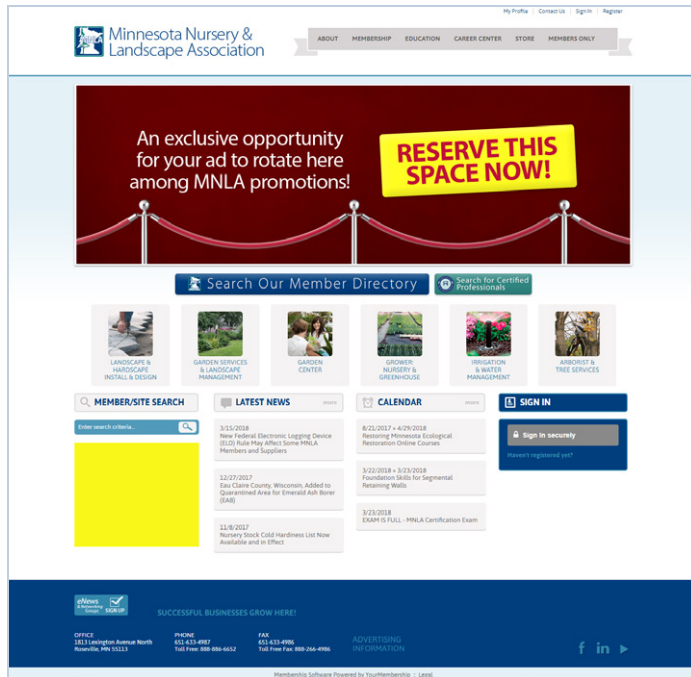 My Profile | Contact Us | Sign In | Register
Minnesota Nursery &
Landscape Association
ABOUT MEMBERSHIP EDUCATION CAREER CENTER STORE MEMBERS ONLY
An exclusive opportunity
for your ad to rotate here
among MNLA promotions!
RESERVE THIS
SPACE NOW!
Search Our Member Directory
Search for Certified
Professionals
LANDSCAPE &
HARDSCAPE
INSTALL & DESIGN
GARDEN SERVICES
& LANDSCAPE
MANAGEMENT
GARDEN
CENTER
GROWER:
NURSERY &
GREENHOUSE
IRRIGATION
& WATER
MANAGEMENT
ARBORIST &
TREE SERVICES
MEMBER/SITE SEARCH
Enter search criteria...
LATEST NEWS more
3/15/2018
New Federal Electronic Logging Device
(ELD) Rule May Affect Some MNLA
Members and Suppliers
12/27/2017
Eau Claire County, Wisconsin, Added to
Quarantined Area for Emerald Ash Borer
(EAB)
11/8/2017
Nursery Stock Cold Hardiness List Now
Available and in Effect
CALENDAR more
8/21/2017 » 4/29/2018
Restoring Minnesota Ecological
Restoration Online Courses
3/22/2018 » 3/23/2018
Foundation Skills for Segmental
Retaining Walls
3/23/2018
EXAM IS FULL - MNLA Certification Exam
SIGN IN
Sign in securely
Haven't registered yet?
eNews
& Networking
Groups SIGN UP
SUCCESSFUL BUSINESSES GROW HERE!
OFFICE
1813 Lexington Avenue North
Roseville, MN 55113
PHONE
651-633-4987
Toll Free: 888-886-6652
FAX
651-633-4986
Toll Free Fax: 888-266-4986
ADVERTISING
INFORMATION
Membership Software Powered by YourMembership :: Legal